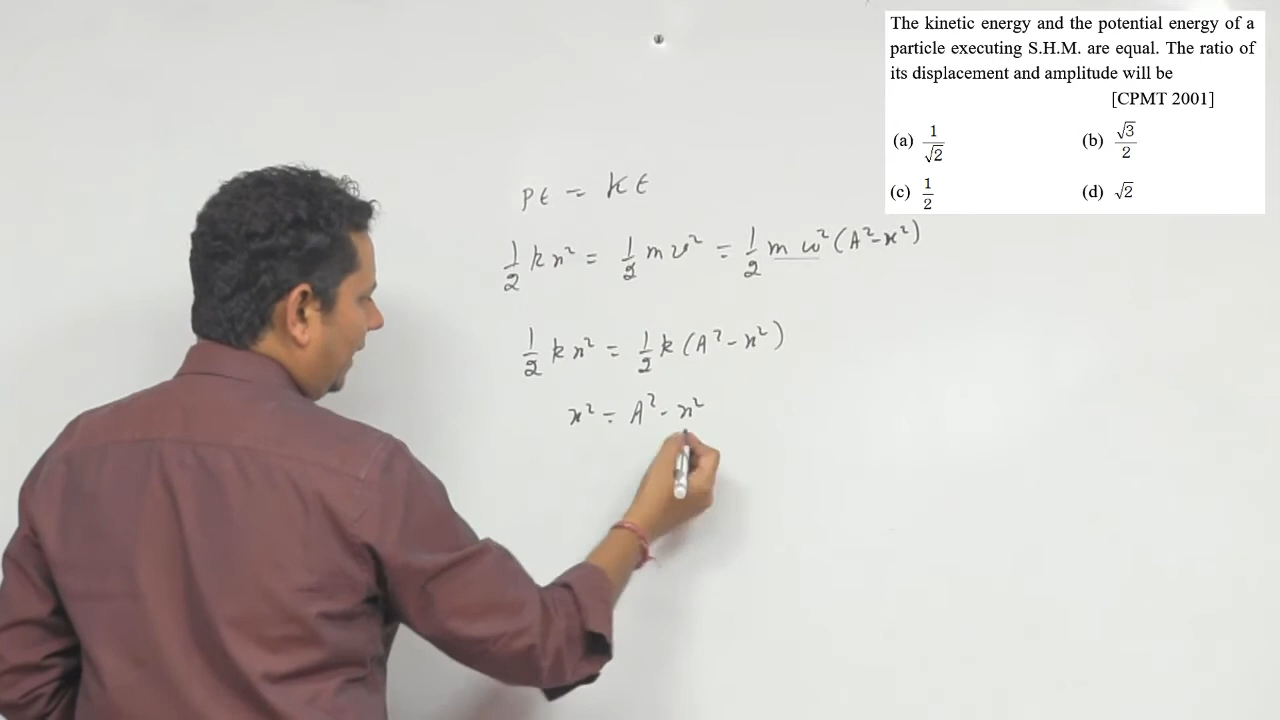 The kinetic energy and the potential energy of a
particle executing S.H.M. are equal. The ratio of
its displacement and amplitude will be
[CPMT 2001]
(a) 1/√2 (b) √3/2
(c) 1/2 (d) √2
PE = KE
1/2 kx² = 1/2 mv² = 1/2 mω²(A²-x²)
1/2 kx² = 1/2 k(A²-x²)
x² = A²-x²